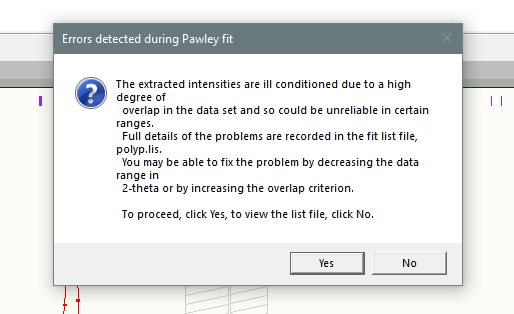 Errors detected during Pawley fit
The extracted intensities are ill conditioned due to a high
degree of
overlap in the data set and so could be unreliable in certain
ranges.
Full details of the problems are recorded in the fit list file,
polyp.lis.
You may be able to fix the problem by decreasing the data
range in
2-theta or by increasing the overlap criterion.
To proceed, click Yes, to view the list file, click No.
Yes
No